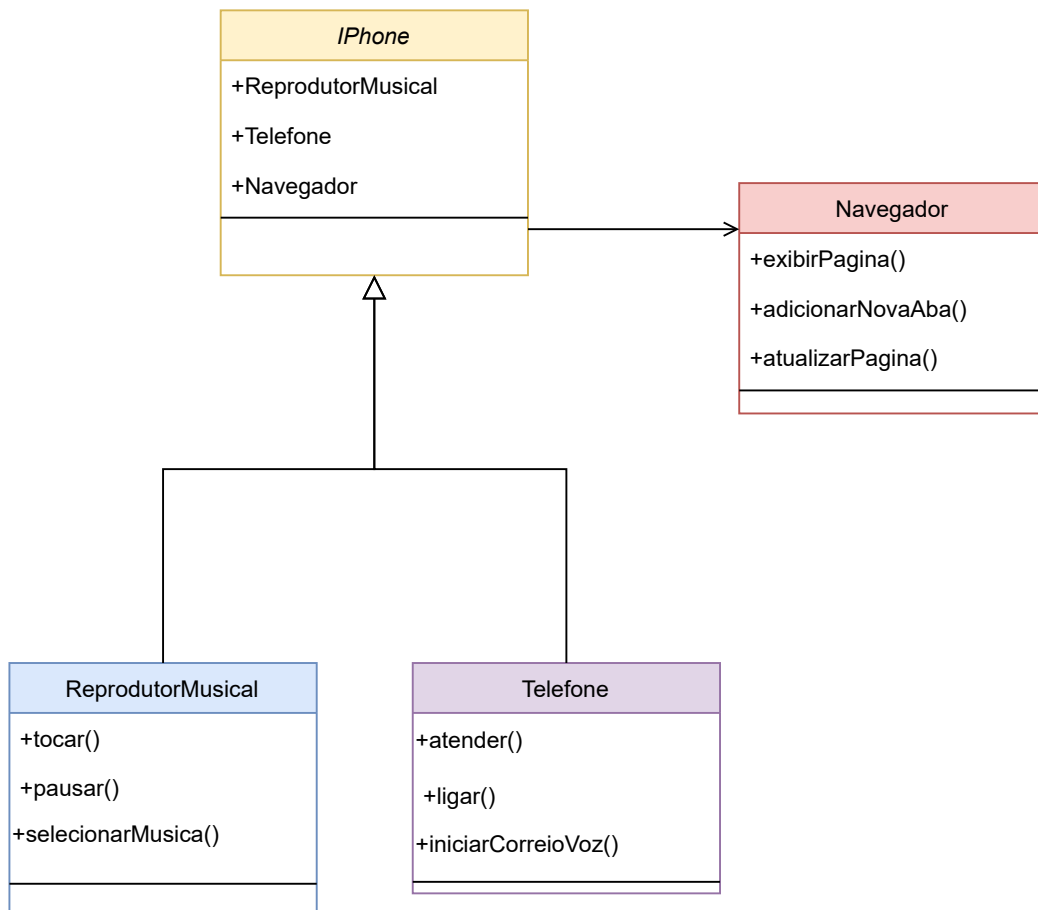 IPhone
+ReprodutorMusical
+Telefone
+Navegador
Navegador
+exibirPagina()
+adicionarNovaAba()
+atualizarPagina()
ReprodutorMusical
+tocar()
+pausar()
+selecionarMusica()
Telefone
+atender()
+ligar()
+iniciarCorreioVoz()